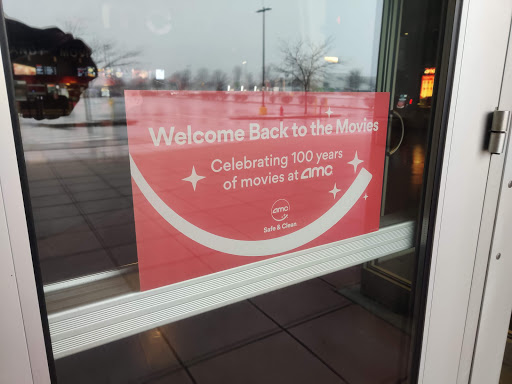 Welcome Back to the Movies
Celebrating 100 years
of movies at amc
amc
Safe & Clean